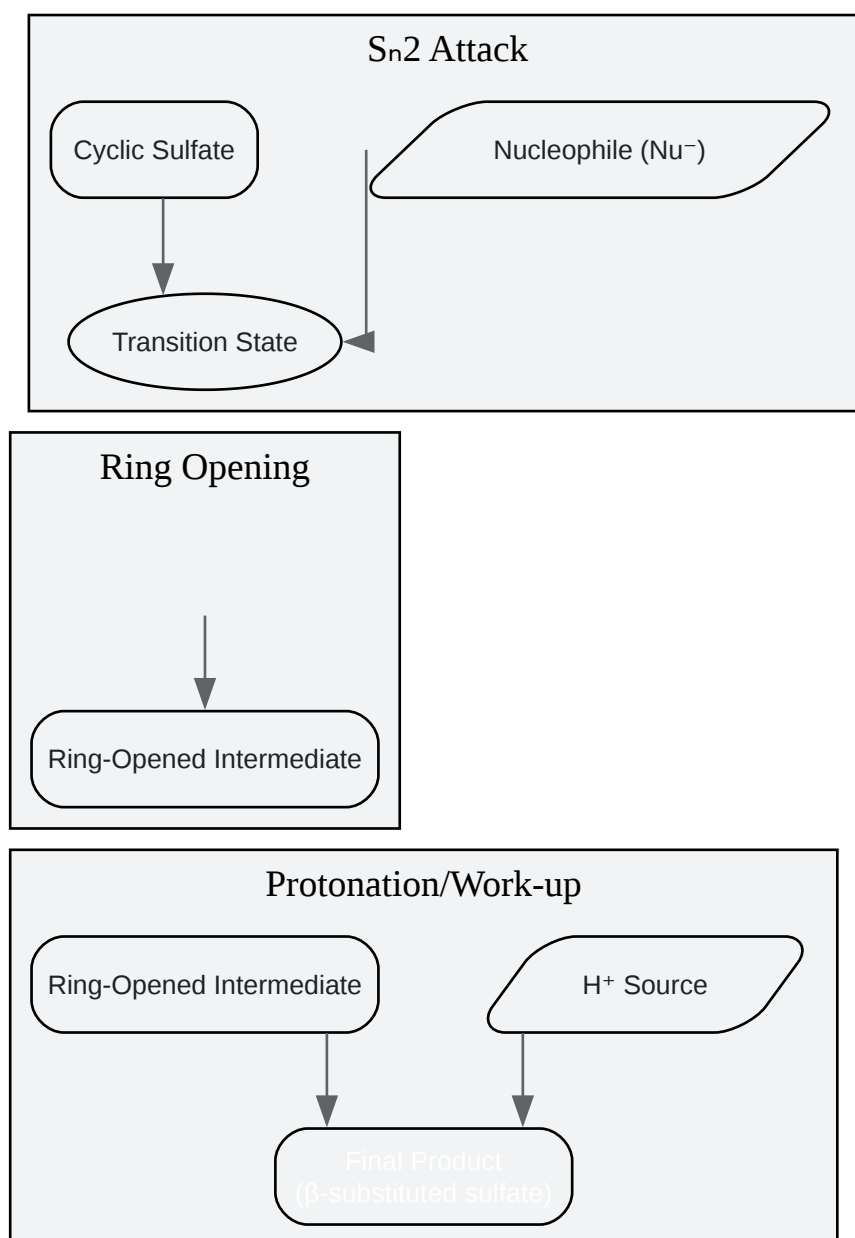 Sₙ2 Attack
Cyclic Sulfate
Nucleophile (Nu⁻)
Transition State
Ring Opening
Ring-Opened Intermediate
Protonation/Work-up
Ring-Opened Intermediate
H⁺ Source
Final Product
(β-substituted sulfate)